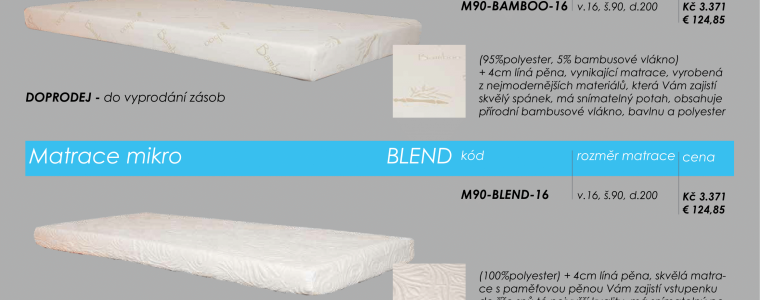 M90-BAMBOO-16 v.16, š.90, d.200 Kč 3.371
€ 124,85
(95%polyester, 5% bambusové vlákno)
+ 4cm líná pěna, vynikající matrace, vyrobená
z nejmodernějších materiálů, která Vám zajistí
skvělý spánek, má snímatelný potah, obsahuje
přírodní bambusové vlákno, bavlnu a polyester
DOPRODEJ - do vyprodání zásob
Matrace mikro BLEND kód rozměr matrace cena
M90-BLEND-16 v.16, š.90, d.200 Kč 3.371
€ 124,85
(100%polyester) + 4cm líná pěna, skvělá matra-
ce s paměťovou pěnou Vám zajistí vstupenku